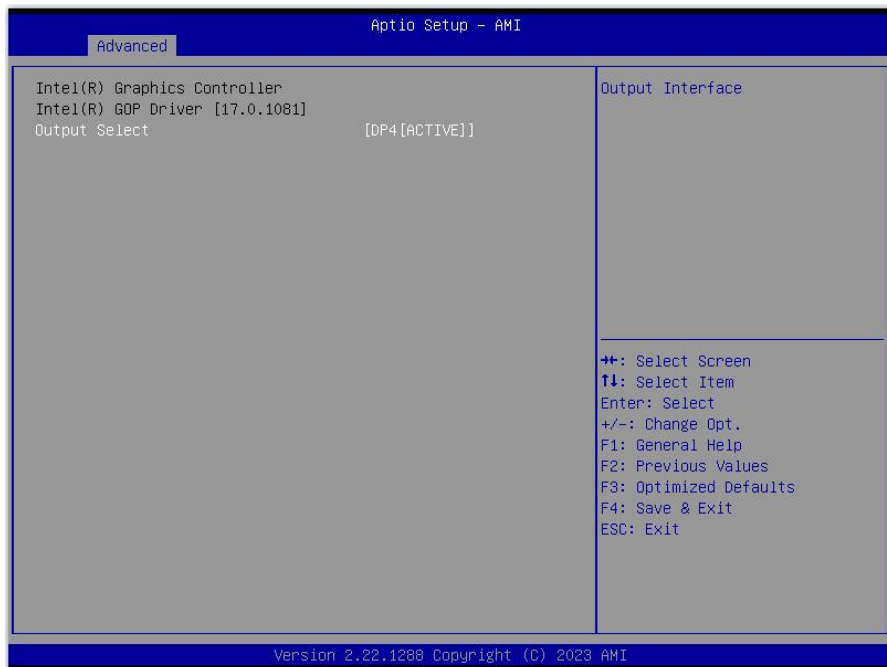 Aptio Setup - AMI
Advanced
Intel(R) Graphics Controller
Intel(R) GOP Driver [17.0.1081]
Output Select [DP4[ACTIVE]]
Output Interface
→←: Select Screen
↑↓: Select Item
Enter: Select
+/-: Change Opt.
F1: General Help
F2: Previous Values
F3: Optimized Defaults
F4: Save & Exit
ESC: Exit
Version 2.22.1288 Copyright (C) 2023 AMI